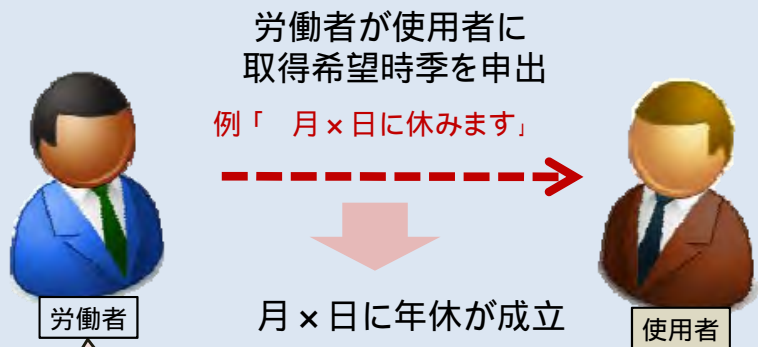 労働者が使用者に
取得希望時季を申出
例「　月×日に休みます」
月×日に年休が成立
労働者
使用者